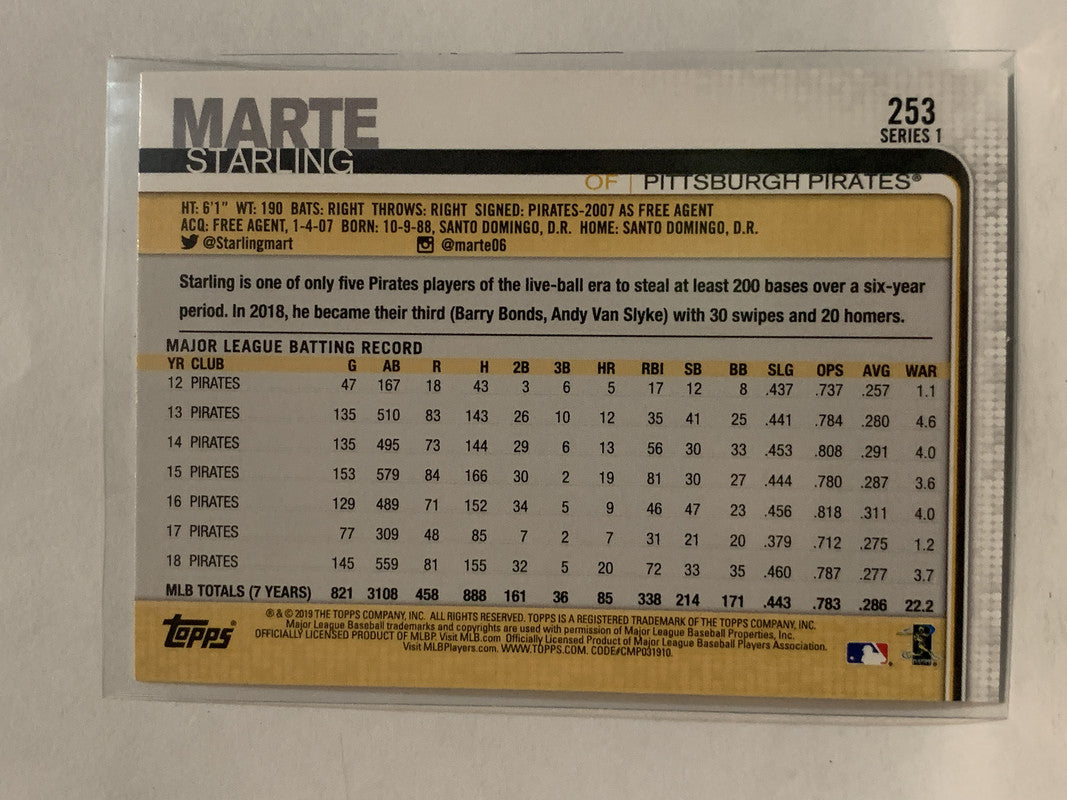 MARTE
STARLING
253
SERIES 1
OF | PITTSBURGH PIRATES®
HT: 6'1" WT: 190 BATS: RIGHT THROWS: RIGHT SIGNED: PIRATES-2007 AS FREE AGENT
ACQ: FREE AGENT, 1-4-07 BORN: 10-9-88, SANTO DOMINGO, D.R. HOME: SANTO DOMINGO, D.R.
@Starlingmart @marte06
Starling is one of only five Pirates players of the live-ball era to steal at least 200 bases over a six-year
period. In 2018, he became their third (Barry Bonds, Andy Van Slyke) with 30 swipes and 20 homers.
MAJOR LEAGUE BATTING RECORD
YR CLUB G AB R H 2B 3B HR RBI SB BB SLG OPS AVG WAR
12 PIRATES 47 167 18 43 3 6 5 17 12 8 .437 .737 .257 1.1
13 PIRATES 135 510 83 143 26 10 12 35 41 25 .441 .784 .280 4.6
14 PIRATES 135 495 73 144 29 6 13 56 30 33 .453 .808 .291 4.0
15 PIRATES 153 579 84 166 30 2 19 81 30 27 .444 .780 .287 3.6
16 PIRATES 129 489 71 152 34 5 9 46 47 23 .456 .818 .311 4.0
17 PIRATES 77 309 48 85 7 2 7 31 21 20 .379 .712 .275 1.2
18 PIRATES 145 559 81 155 32 5 20 72 33 35 .460 .787 .277 3.7
MLB TOTALS (7 YEARS) 821 3108 458 888 161 36 85 338 214 171 .443 .783 .286 22.2
Topps®
® & © 2019 THE TOPPS COMPANY, INC. ALL RIGHTS RESERVED. TOPPS IS A REGISTERED TRADEMARK OF THE TOPPS COMPANY, INC.
Major League Baseball trademarks and copyrights are used with permission of Major League Baseball Properties, Inc.
OFFICIALLY LICENSED PRODUCT OF MLBP. Visit MLB.com Officially Licensed Product of Major League Baseball Players Association.
Visit MLBPlayers.com. WWW.TOPPS.COM. CODE#CMP031910.